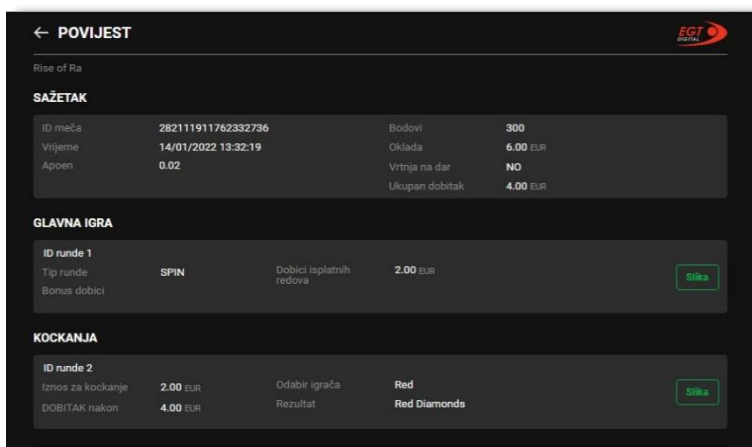 ← POVIJEST
EGT
DIGITAL
Rise of Ra
SAŽETAK
ID meča 282111911762332736 Bodovi 300
Vrijeme 14/01/2022 13:32:19 Oklada 6.00 EUR
Apoen 0.02 Vrtnja na dar NO
Ukupan dobitak 4.00 EUR
GLAVNA IGRA
ID runde 1
Tip runde SPIN Dobici isplatnih 2.00 EUR
redova
Slika
Bonus dobici
KOCKANJA
ID runde 2
Iznos za kockanje 2.00 EUR Odabir igrača Red
Slika
DOBITAK nakon 4.00 EUR Rezultat Red Diamonds